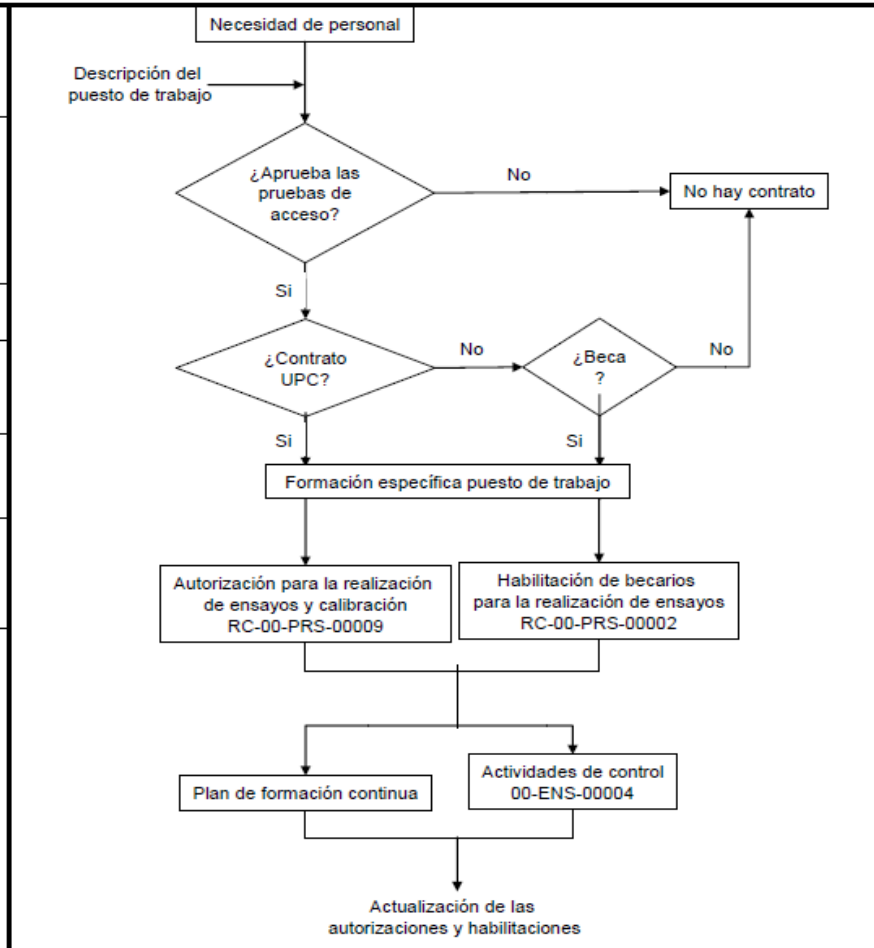 Necesidad de personal
Descripción del
puesto de trabajo
¿Aprueba las
pruebas de
acceso?
No
No hay contrato
Si
¿Contrato
UPC?
No
¿Beca
?
No
Si
Si
Formación específica puesto de trabajo
Autorización para la realización
de ensayos y calibración
RC-00-PRS-00009
Habilitación de becarios
para la realización de ensayos
RC-00-PRS-00002
Plan de formación continua
Actividades de control
00-ENS-00004
Actualización de las
autorizaciones y habilitaciones